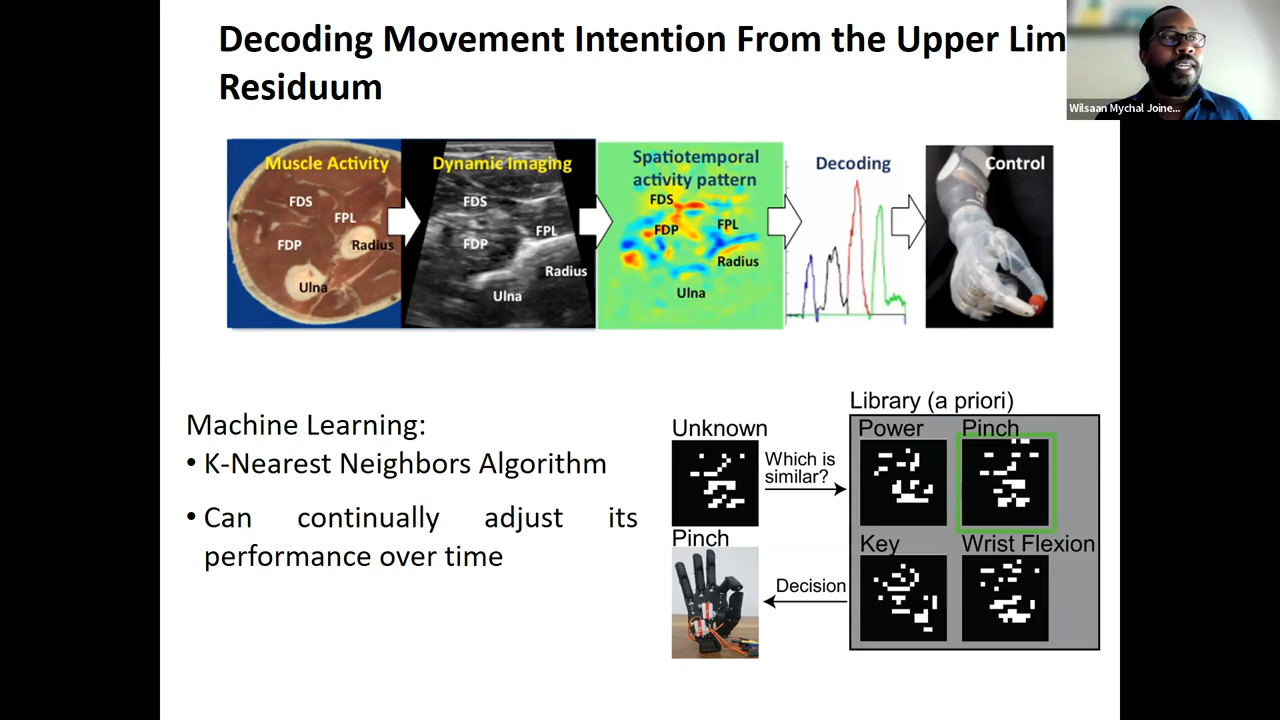 Decoding Movement Intention From the Upper Lim
Residuum
Wilsaan Mychal Joine...
Muscle Activity
FDS
FPL
FDP
Radius
Ulna
Dynamic Imaging
FDS
FPL
FDP
Radius
Ulna
Spatiotemporal
activity pattern
FDS
FDP
FPL
Radius
Ulna
Decoding
Control
Machine Learning:
• K-Nearest Neighbors Algorithm
• Can continually adjust its
performance over time
Library (a priori)
Unknown
Which is
similar?
Power
Pinch
Key
Wrist Flexion
Pinch
Decision